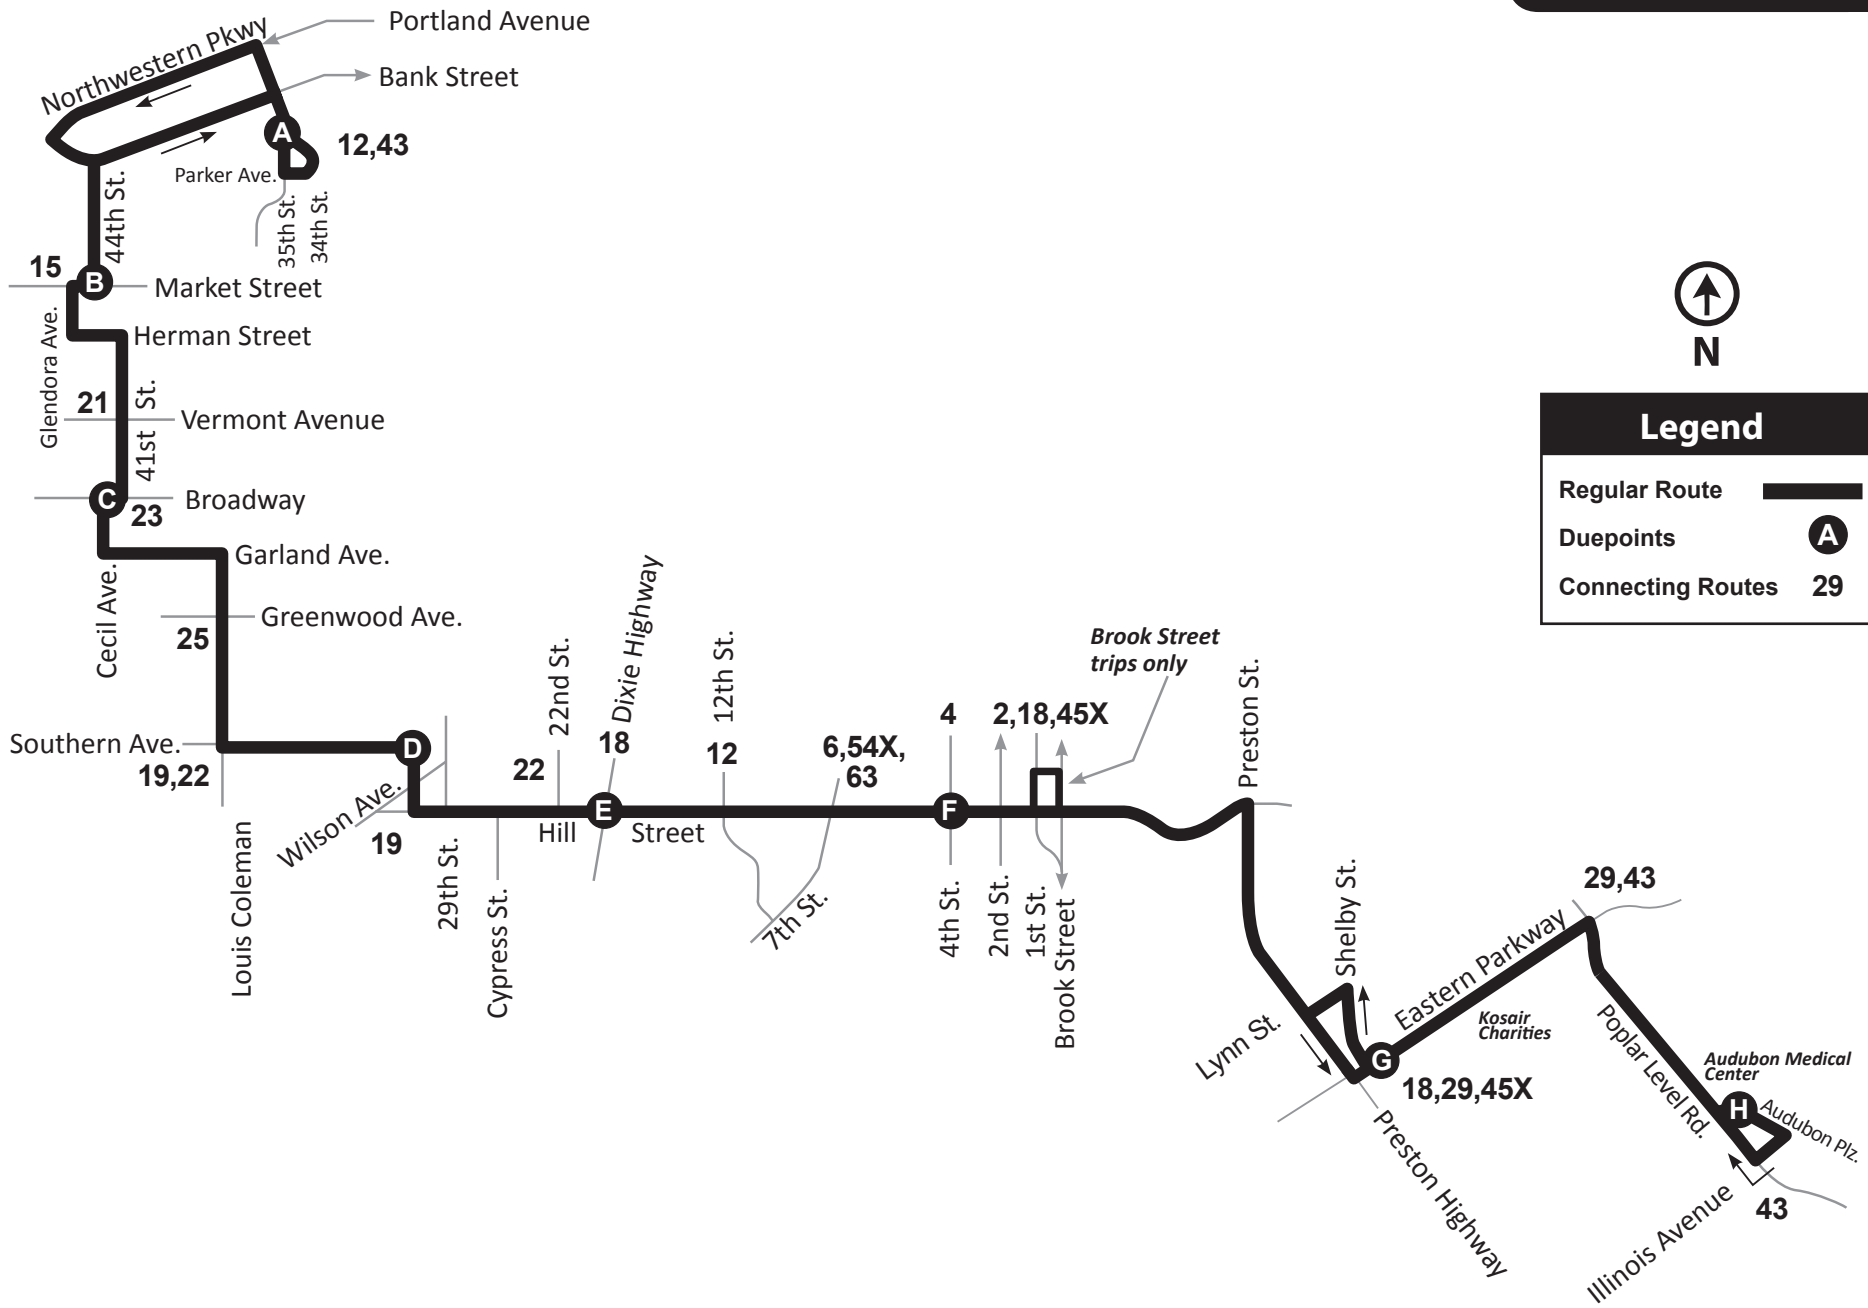 Portland Avenue
Northwestern Pkwy
Bank Street
A
12,43
Parker Ave.
44th St.
35th St.
34th St.
15
B
Market Street
Glendora Ave.
Herman Street
21
41st St.
Vermont Avenue
C
23
Broadway
Garland Ave.
Cecil Ave.
Greenwood Ave.
25
Southern Ave.
19,22
D
Louis Coleman
Wilson Ave.
19
29th St.
Cypress St.
22
22nd St.
Hill
E
18
Dixie Highway
Street
12
12th St.
6,54X,
63
7th St.
4
F
4th St.
2,18,45X
2nd St.
1st St.
Brook Street
Brook Street
trips only
Preston St.
Lynn St.
Shelby St.
G
18,29,45X
Eastern Parkway
Kosair
Charities
29,43
Preston Highway
Poplar Level Rd.
Audubon Medical
Center
H
Audubon Plz.
43
Illinois Avenue
N
Legend
Regular Route
Duepoints
A
Connecting Routes
29